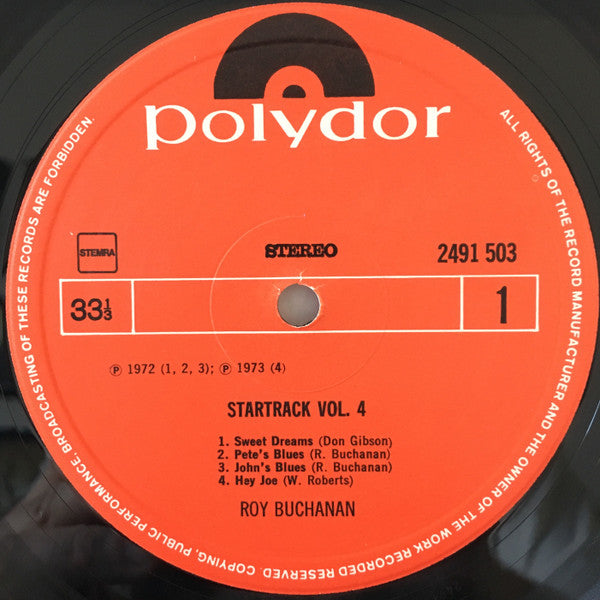 polydor
STEMRA
STEREO
2491 503
33⅓
1
℗ 1972 (1, 2, 3); ℗ 1973 (4)
STARTRACK VOL. 4
1. Sweet Dreams (Don Gibson)
2. Pete's Blues (R. Buchanan)
3. John's Blues (R. Buchanan)
4. Hey Joe (W. Roberts)
ROY BUCHANAN
ALL RIGHTS OF THE RECORD MANUFACTURER AND THE OWNER OF THE WORK RECORDED RESERVED. COPYING, PUBLIC PERFORMANCE, BROADCASTING OF THESE RECORDS ARE FORBIDDEN.